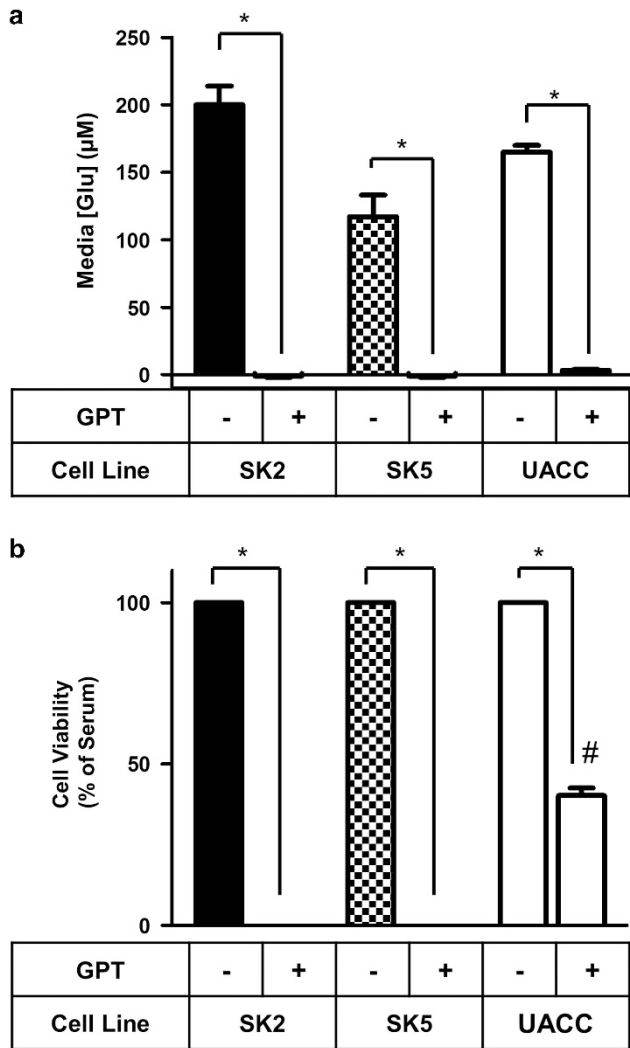 a
Media [Glu] (µM)
250
200
150
100
50
0
*
*
*
GPT - + - + - +
Cell Line SK2 SK5 UACC
b
Cell Viability
(% of Serum)
100
50
0
*
*
*
#
GPT - + - + - +
Cell Line SK2 SK5 UACC